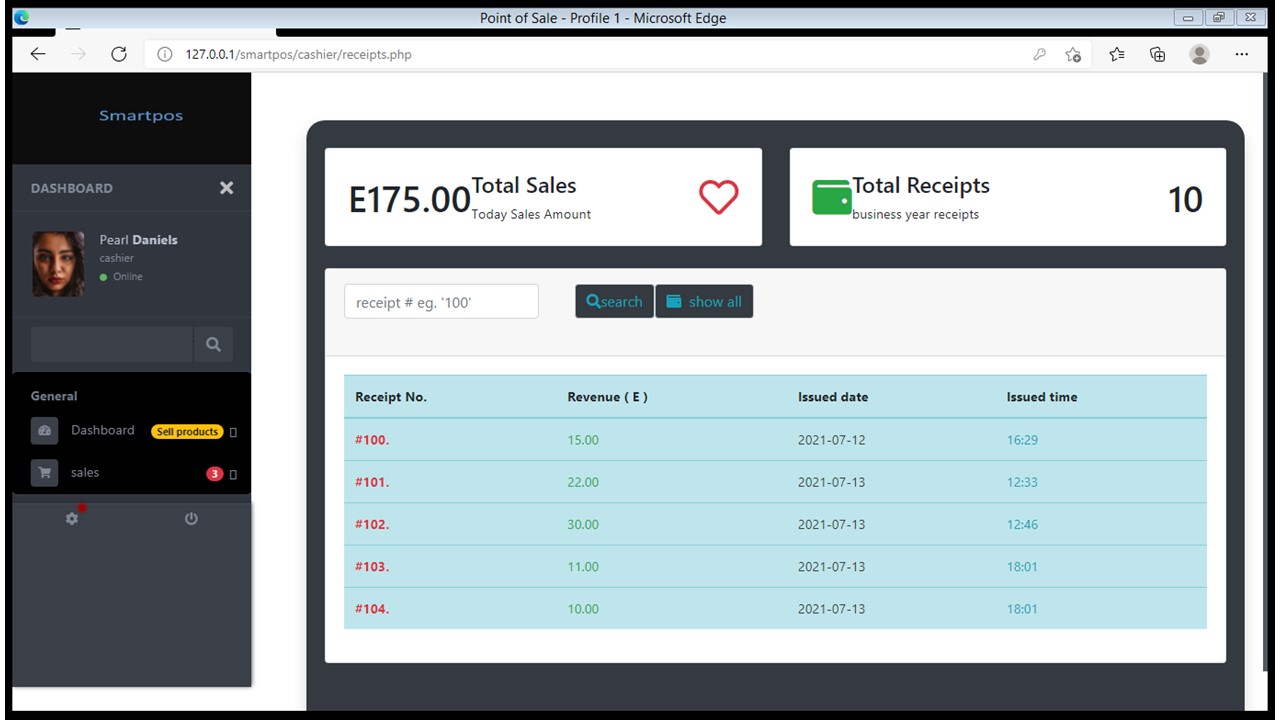 Point of Sale - Profile 1 - Microsoft Edge
127.0.0.1/smartpos/cashier/receipts.php
Smartpos
DASHBOARD
Pearl Daniels
cashier
Online
General
Dashboard Sell products
sales 3
E175.00 Total Sales
Today Sales Amount
Total Receipts 10
business year receipts
receipt # eg. '100' search show all
Receipt No. Revenue ( E ) Issued date Issued time
#100. 15.00 2021-07-12 16:29
#101. 22.00 2021-07-13 12:33
#102. 30.00 2021-07-13 12:46
#103. 11.00 2021-07-13 18:01
#104. 10.00 2021-07-13 18:01